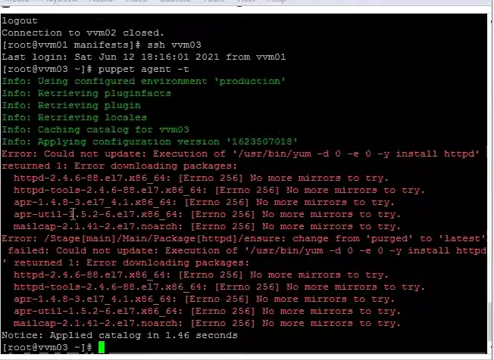 logout
Connection to vvm02 closed.
[root@vvm01 manifests]# ssh vvm03
Last login: Sat Jun 12 18:16:01 2021 from vvm01
[root@vvm03 ~]# puppet agent -t
Info: Using configured environment 'production'
Info: Retrieving pluginfacts
Info: Retrieving plugin
Info: Retrieving locales
Info: Caching catalog for vvm03
Info: Applying configuration version '1623507018'
Error: Could not update: Execution of '/usr/bin/yum -d 0 -e 0 -y install httpd'
returned 1: Error downloading packages:
httpd-2.4.6-88.el7.x86_64: [Errno 256] No more mirrors to try.
httpd-tools-2.4.6-88.el7.x86_64: [Errno 256] No more mirrors to try.
apr-1.4.8-3.el7_4.1.x86_64: [Errno 256] No more mirrors to try.
apr-util-1.5.2-6.el7.x86_64: [Errno 256] No more mirrors to try.
mailcap-2.1.41-2.el7.noarch: [Errno 256] No more mirrors to try.
Error: /Stage[main]/Main/Package[httpd]/ensure: change from 'purged' to 'latest'
failed: Could not update: Execution of '/usr/bin/yum -d 0 -e 0 -y install httpd
' returned 1: Error downloading packages:
httpd-2.4.6-88.el7.x86_64: [Errno 256] No more mirrors to try.
httpd-tools-2.4.6-88.el7.x86_64: [Errno 256] No more mirrors to try.
apr-1.4.8-3.el7_4.1.x86_64: [Errno 256] No more mirrors to try.
apr-util-1.5.2-6.el7.x86_64: [Errno 256] No more mirrors to try.
mailcap-2.1.41-2.el7.noarch: [Errno 256] No more mirrors to try.
Notice: Applied catalog in 1.46 seconds
[root@vvm03 ~]#